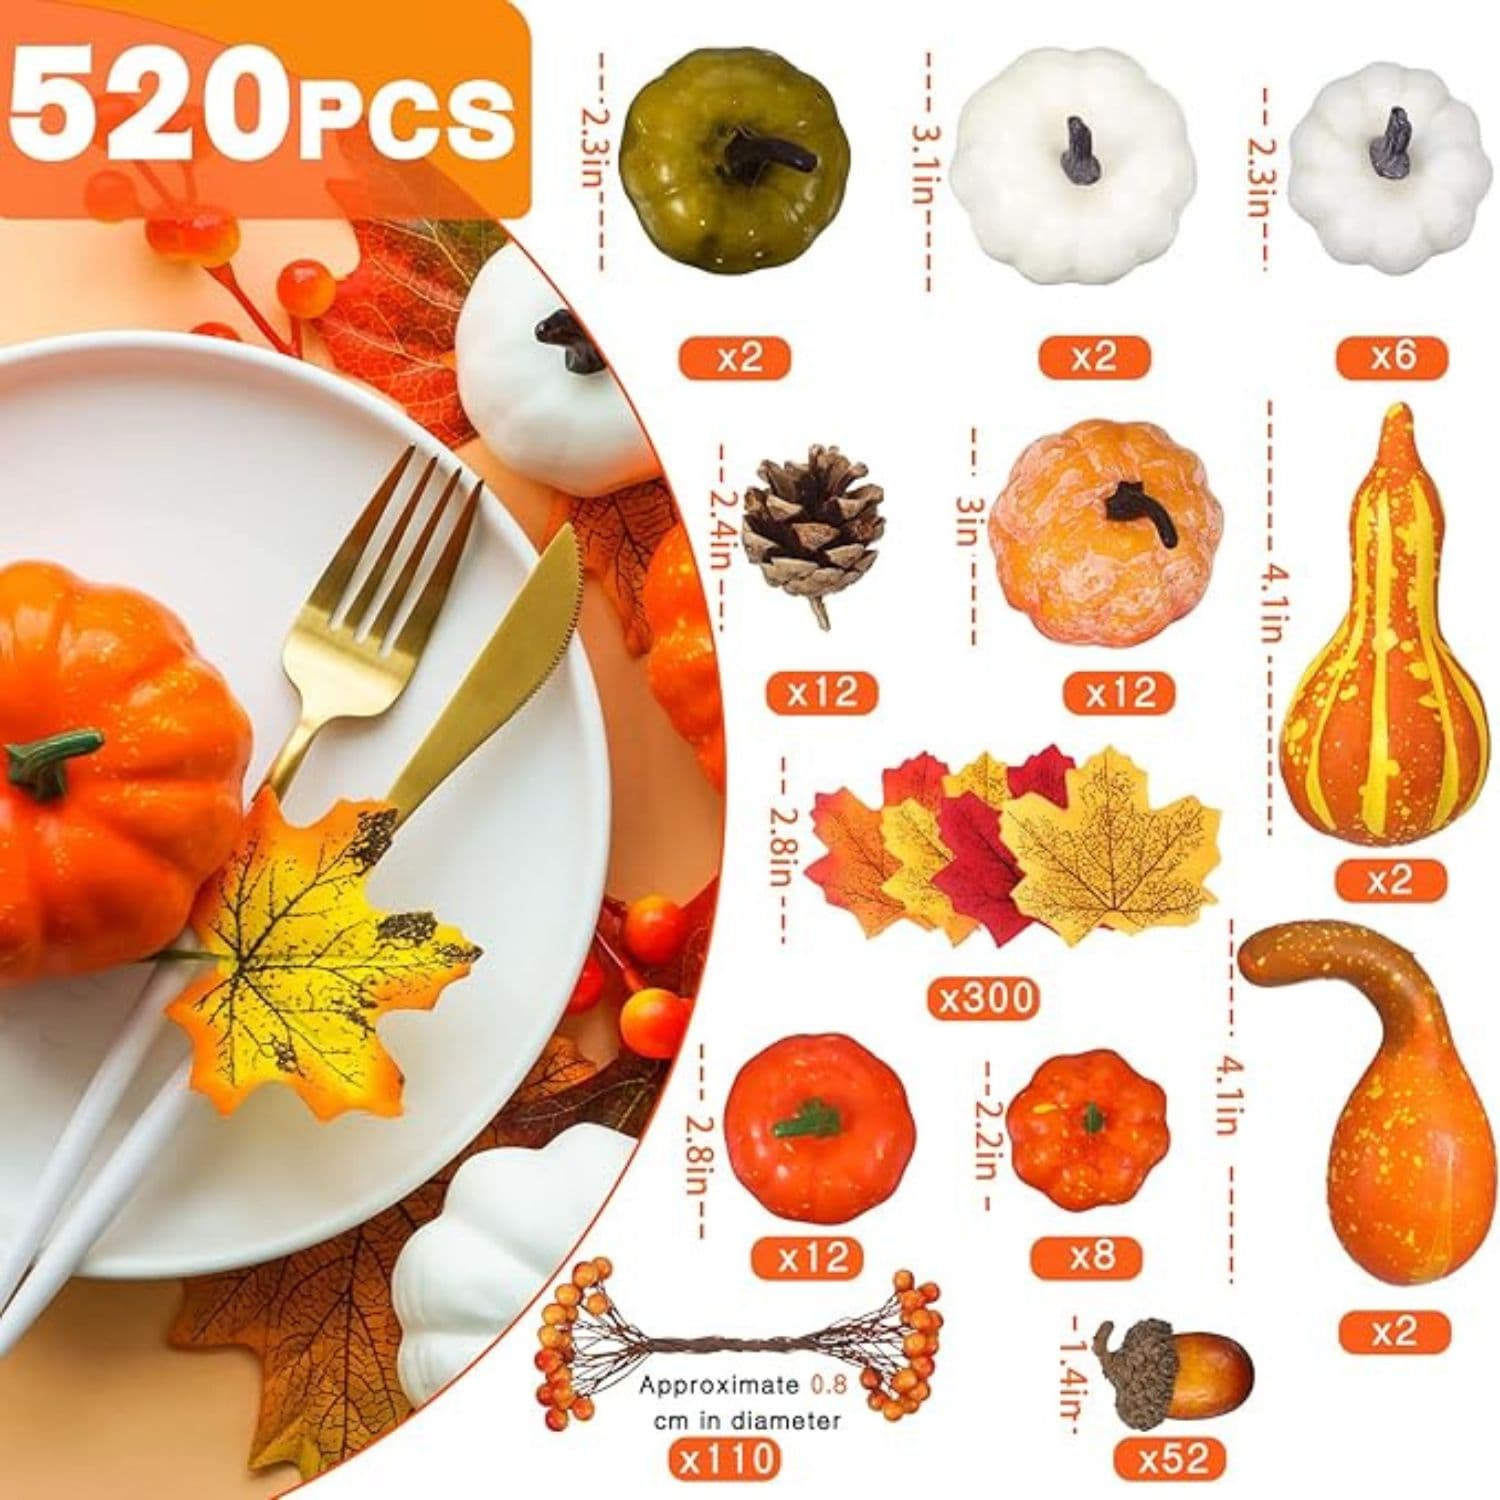 520PCS
2.3in
x2
3.1in
x2
2.3in
x6
2.4in
x12
3in
x12
4.1in
x2
2.8in
x300
4.1in
x2
2.8in
x12
2.2in
x8
Approximate 0.8
cm in diameter
x110
1.4in
x52